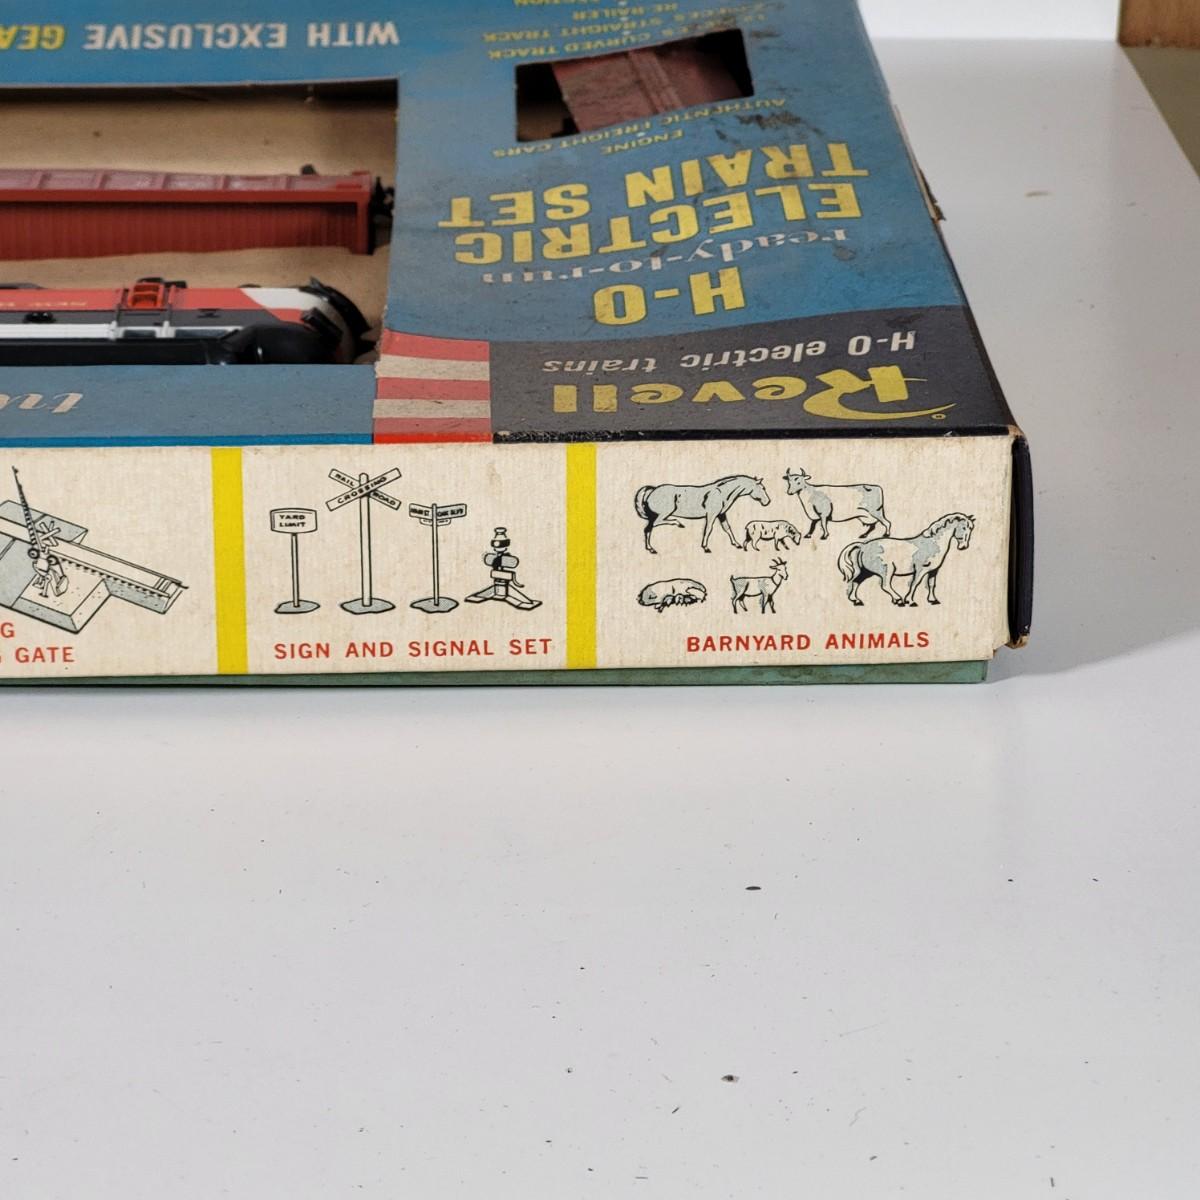 Revell
H-O electric trains
H-O
ready-to-run
ELECTRIC
TRAIN SET
ENGINE
AUTHENTIC FREIGHT CARS
CURVED TRACK
STRAIGHT TRACK
RE-RAILER
WITH EXCLUSIVE GEA
G
GATE
YARD
LIMIT
RAIL ROAD
CROSSING
SIGN AND SIGNAL SET
BARNYARD ANIMALS